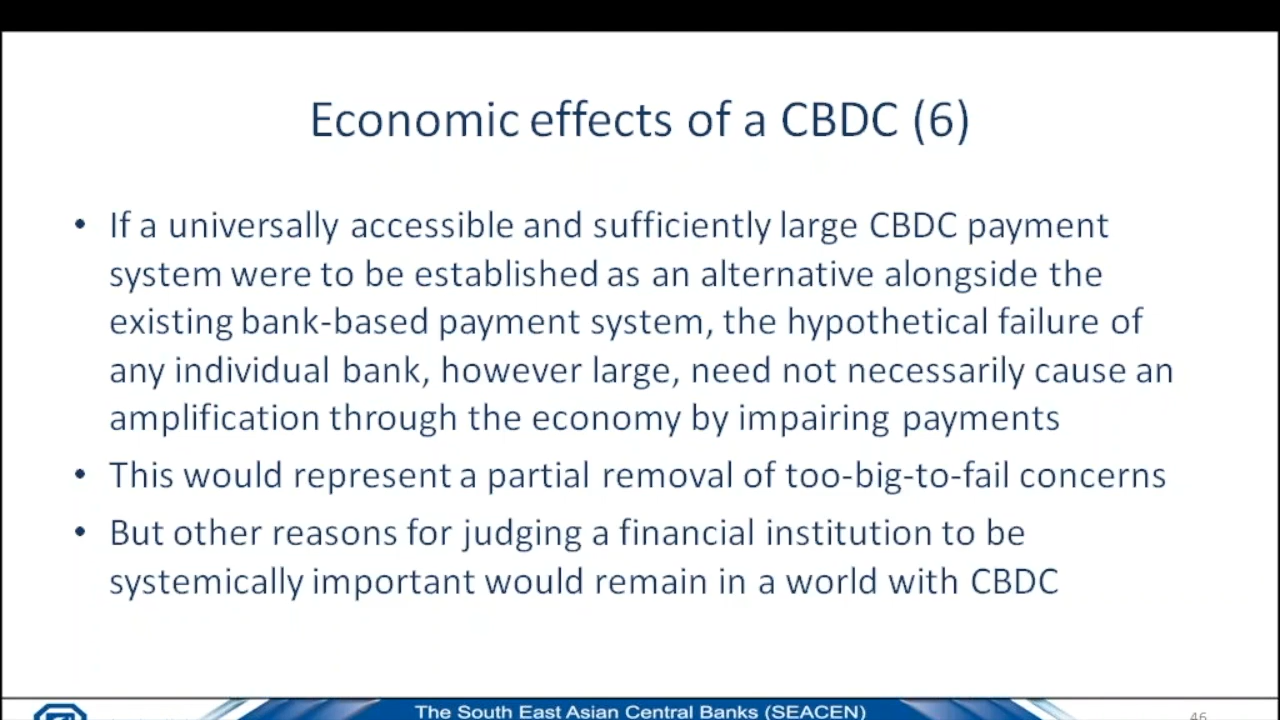 Economic effects of a CBDC (6)
• If a universally accessible and sufficiently large CBDC payment
system were to be established as an alternative alongside the
existing bank-based payment system, the hypothetical failure of
any individual bank, however large, need not necessarily cause an
amplification through the economy by impairing payments
• This would represent a partial removal of too-big-to-fail concerns
• But other reasons for judging a financial institution to be
systemically important would remain in a world with CBDC
The South East Asian Central Banks (SEACEN)
46